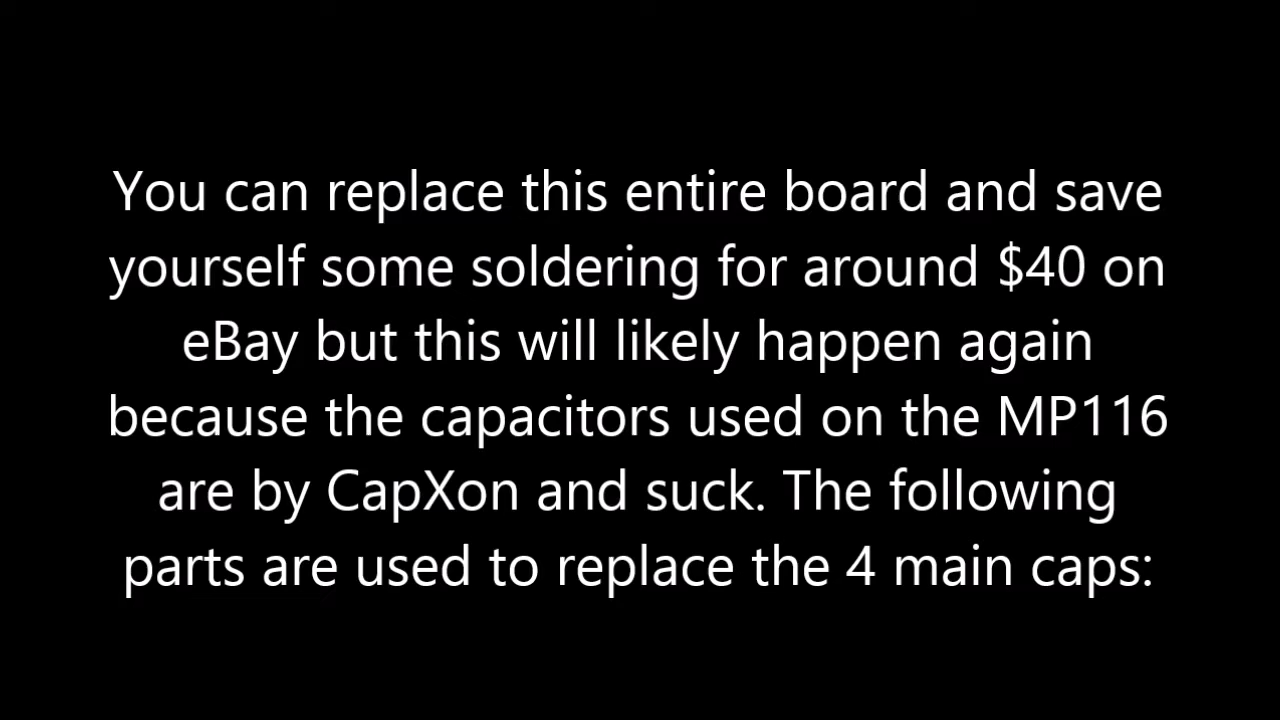 You can replace this entire board and save
yourself some soldering for around $40 on
eBay but this will likely happen again
because the capacitors used on the MP116
are by CapXon and suck. The following
parts are used to replace the 4 main caps: